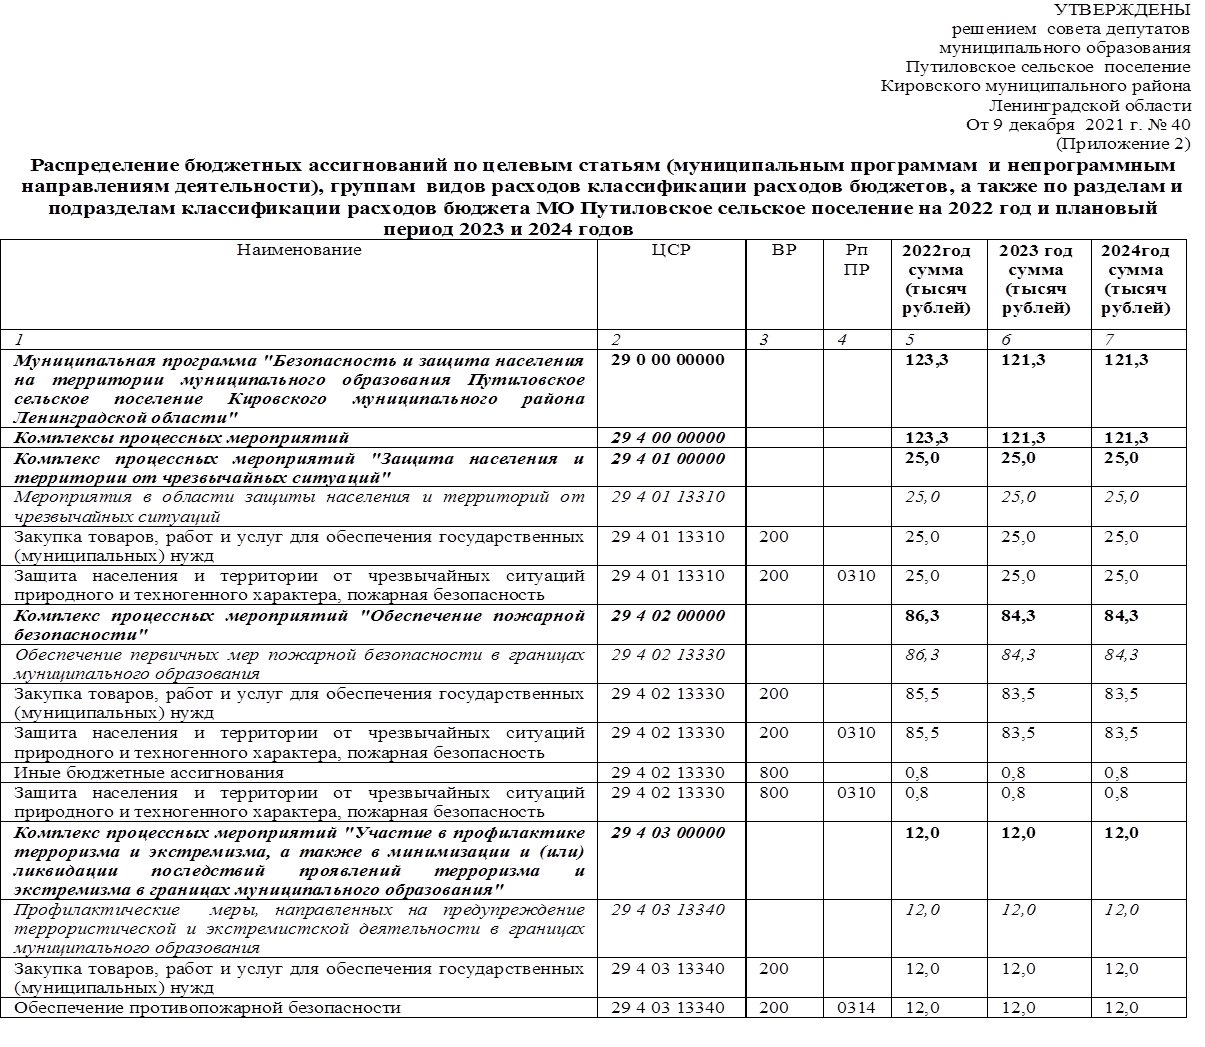 УТВЕРЖДЕНЫ
решением совета депутатов
муниципального образования
Путиловское сельское поселение
Кировского муниципального района
Ленинградской области
От 9 декабря 2021 г. № 40
(Приложение 2)
Распределение бюджетных ассигнований по целевым статьям (муниципальным программам и непрограммным
направлениям деятельности), группам видов расходов классификации расходов бюджетов, а также по разделам и
подразделам классификации расходов бюджета МО Путиловское сельское поселение на 2022 год и плановый
период 2023 и 2024 годов
Наименование ЦСР ВР Рп 2022год 2023 год 2024год
ПР сумма сумма сумма
(тысяч (тысяч (тысяч
рублей) рублей) рублей)
1 2 3 4 5 6 7
Муниципальная программа "Безопасность и защита населения 29 0 00 00000 123,3 121,3 121,3
на территории муниципального образования Путиловское
сельское поселение Кировского муниципального района
Ленинградской области"
Комплексы процессных мероприятий 29 4 00 00000 123,3 121,3 121,3
Комплекс процессных мероприятий "Защита населения и 29 4 01 00000 25,0 25,0 25,0
территории от чрезвычайных ситуаций"
Мероприятия в области защиты населения и территорий от 29 4 01 13310 25,0 25,0 25,0
чрезвычайных ситуаций
Закупка товаров, работ и услуг для обеспечения государственных 29 4 01 13310 200 25,0 25,0 25,0
(муниципальных) нужд
Защита населения и территории от чрезвычайных ситуаций 29 4 01 13310 200 0310 25,0 25,0 25,0
природного и техногенного характера, пожарная безопасность
Комплекс процессных мероприятий "Обеспечение пожарной 29 4 02 00000 86,3 84,3 84,3
безопасности"
Обеспечение первичных мер пожарной безопасности в границах 29 4 02 13330 86,3 84,3 84,3
муниципального образования
Закупка товаров, работ и услуг для обеспечения государственных 29 4 02 13330 200 85,5 83,5 83,5
(муниципальных) нужд
Защита населения и территории от чрезвычайных ситуаций 29 4 02 13330 200 0310 85,5 83,5 83,5
природного и техногенного характера, пожарная безопасность
Иные бюджетные ассигнования 29 4 02 13330 800 0,8 0,8 0,8
Защита населения и территории от чрезвычайных ситуаций 29 4 02 13330 800 0310 0,8 0,8 0,8
природного и техногенного характера, пожарная безопасность
Комплекс процессных мероприятий "Участие в профилактике 29 4 03 00000 12,0 12,0 12,0
терроризма и экстремизма, а также в минимизации и (или)
ликвидации последствий проявлений терроризма и
экстремизма в границах муниципального образования"
Профилактические меры, направленных на предупреждение 29 4 03 13340 12,0 12,0 12,0
террористической и экстремистской деятельности в границах
муниципального образования
Закупка товаров, работ и услуг для обеспечения государственных 29 4 03 13340 200 12,0 12,0 12,0
(муниципальных) нужд
Обеспечение противопожарной безопасности 29 4 03 13340 200 0314 12,0 12,0 12,0